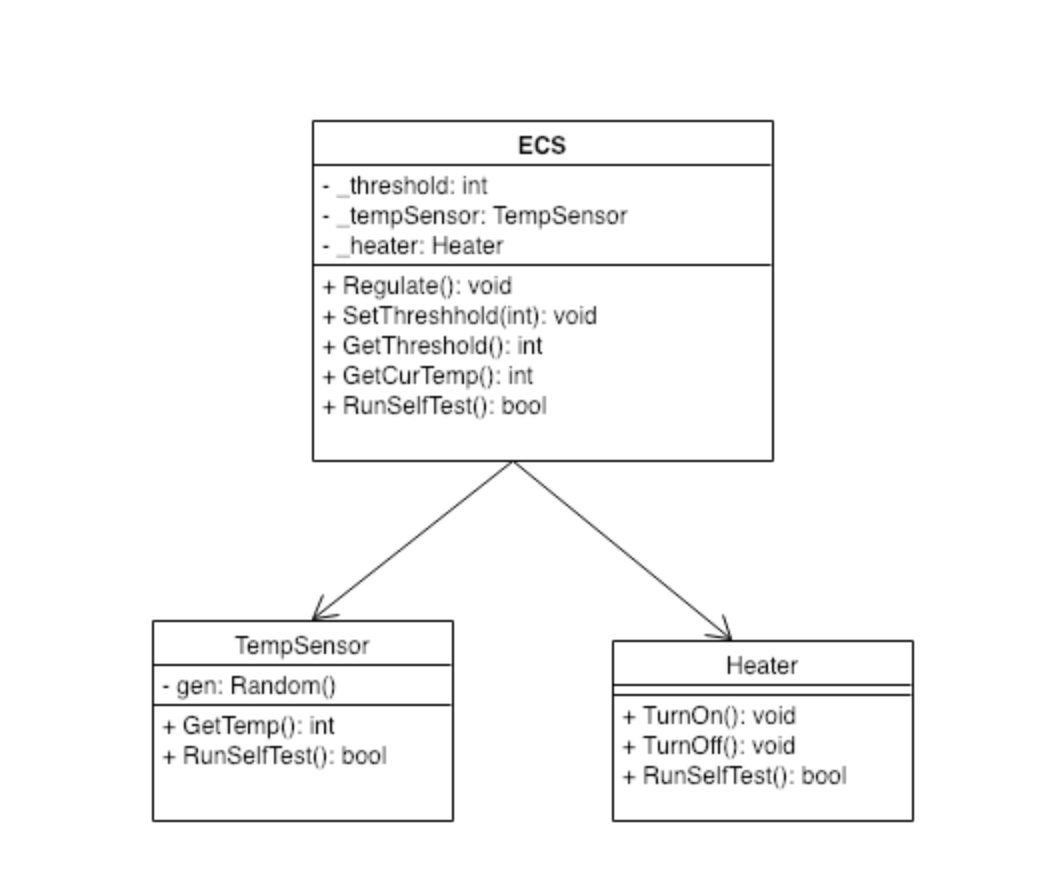 ECS
- _threshold: int
- _tempSensor: TempSensor
- _heater: Heater
+ Regulate(): void
+ SetThreshhold(int): void
+ GetThreshold(): int
+ GetCurTemp(): int
+ RunSelfTest(): bool
TempSensor
- gen: Random()
+ GetTemp(): int
+ RunSelfTest(): bool
Heater
+ TurnOn(): void
+ TurnOff(): void
+ RunSelfTest(): bool